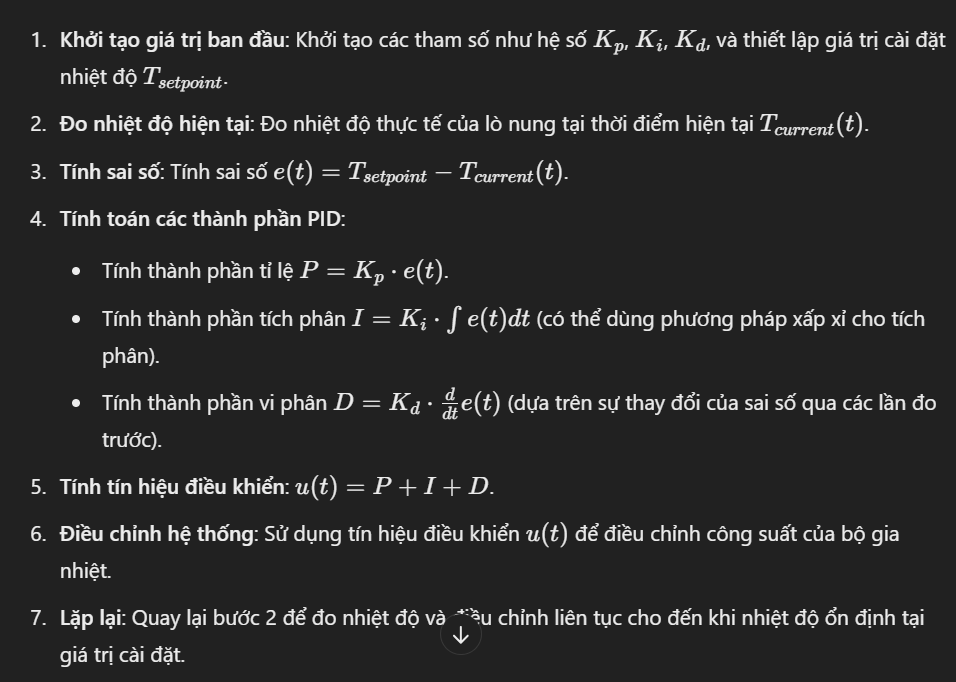 1. Khởi tạo giá trị ban đầu: Khởi tạo các tham số như hệ số K_p, K_i, K_d, và thiết lập giá trị cài đặt
nhiệt độ T_{setpoint}.
2. Đo nhiệt độ hiện tại: Đo nhiệt độ thực tế của lò nung tại thời điểm hiện tại T_{current}(t).
3. Tính sai số: Tính sai số e(t) = T_{setpoint} − T_{current}(t).
4. Tính toán các thành phần PID:
• Tính thành phần tỉ lệ P = K_p · e(t).
• Tính thành phần tích phân I = K_i · ∫ e(t)dt (có thể dùng phương pháp xấp xỉ cho tích
phân).
• Tính thành phần vi phân D = K_d · \frac{d}{dt}e(t) (dựa trên sự thay đổi của sai số qua các lần đo
trước).
5. Tính tín hiệu điều khiển: u(t) = P + I + D.
6. Điều chỉnh hệ thống: Sử dụng tín hiệu điều khiển u(t) để điều chỉnh công suất của bộ gia
nhiệt.
7. Lặp lại: Quay lại bước 2 để đo nhiệt độ và điều chỉnh liên tục cho đến khi nhiệt độ ổn định tại
giá trị cài đặt.